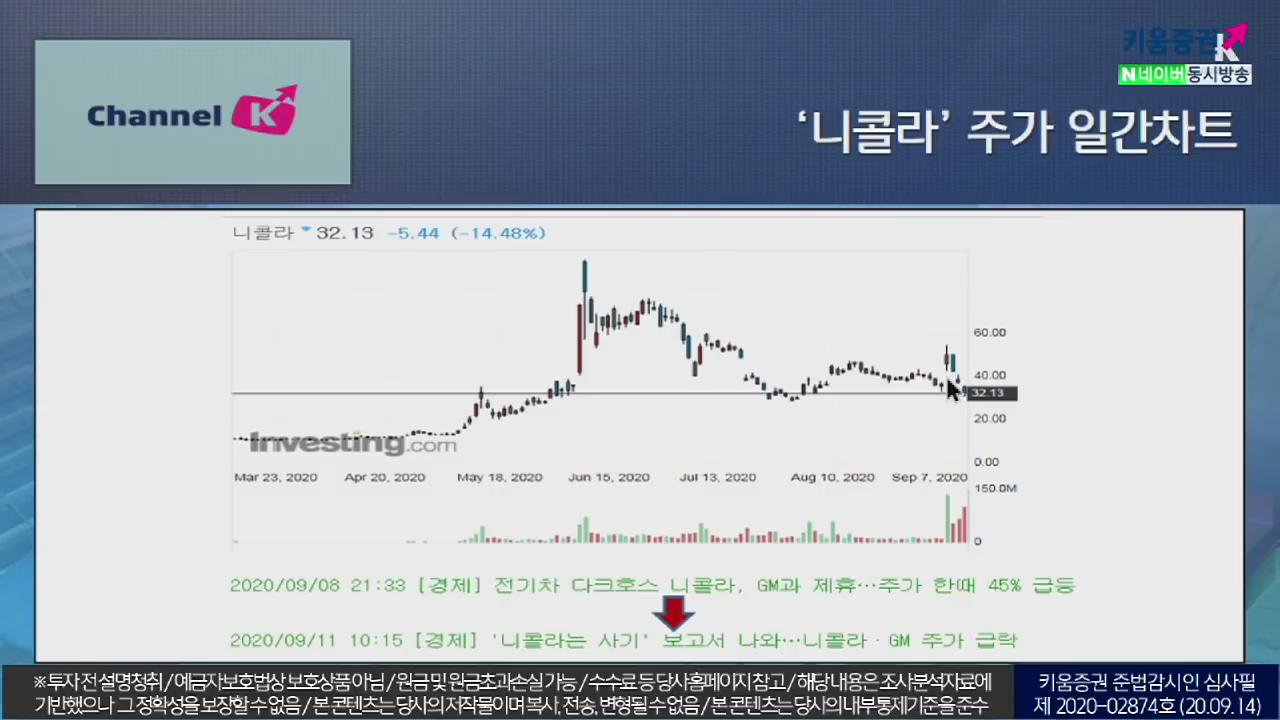 Channel K
키움증권
N네이버 동시방송
‘니콜라’ 주가 일간차트
니콜라 32.13 -5.44 (-14.48%)
60.00
40.00
32.13
20.00
0.00
Investing.com
Mar 23, 2020 Apr 20, 2020 May 18, 2020 Jun 15, 2020 Jul 13, 2020 Aug 10, 2020 Sep 7, 2020
150.0M
0
2020/09/08 21:33 [경제] 전기차 다크호스 니콜라, GM과 제휴…주가 한때 45% 급등
2020/09/11 10:15 [경제] '니콜라는 사기' 보고서 나와…니콜라·GM 주가 급락
※ 투자 전 설명청취 / 예금자보호법상 보호상품 아님 / 원금 및 원금초과손실 가능 / 수수료 등 당사홈페이지 참고 / 해당 내용은 조사분석자료에
기반했으나 그 정확성을 보장할 수 없음 / 본 콘텐츠는 당사의 저작물이며 복사, 전송, 변형될 수 없음 / 본 콘텐츠는 당사의 내부통제기준을 준수
키움증권 준법감시인 심사필
제 2020-02874호 (20.09.14)